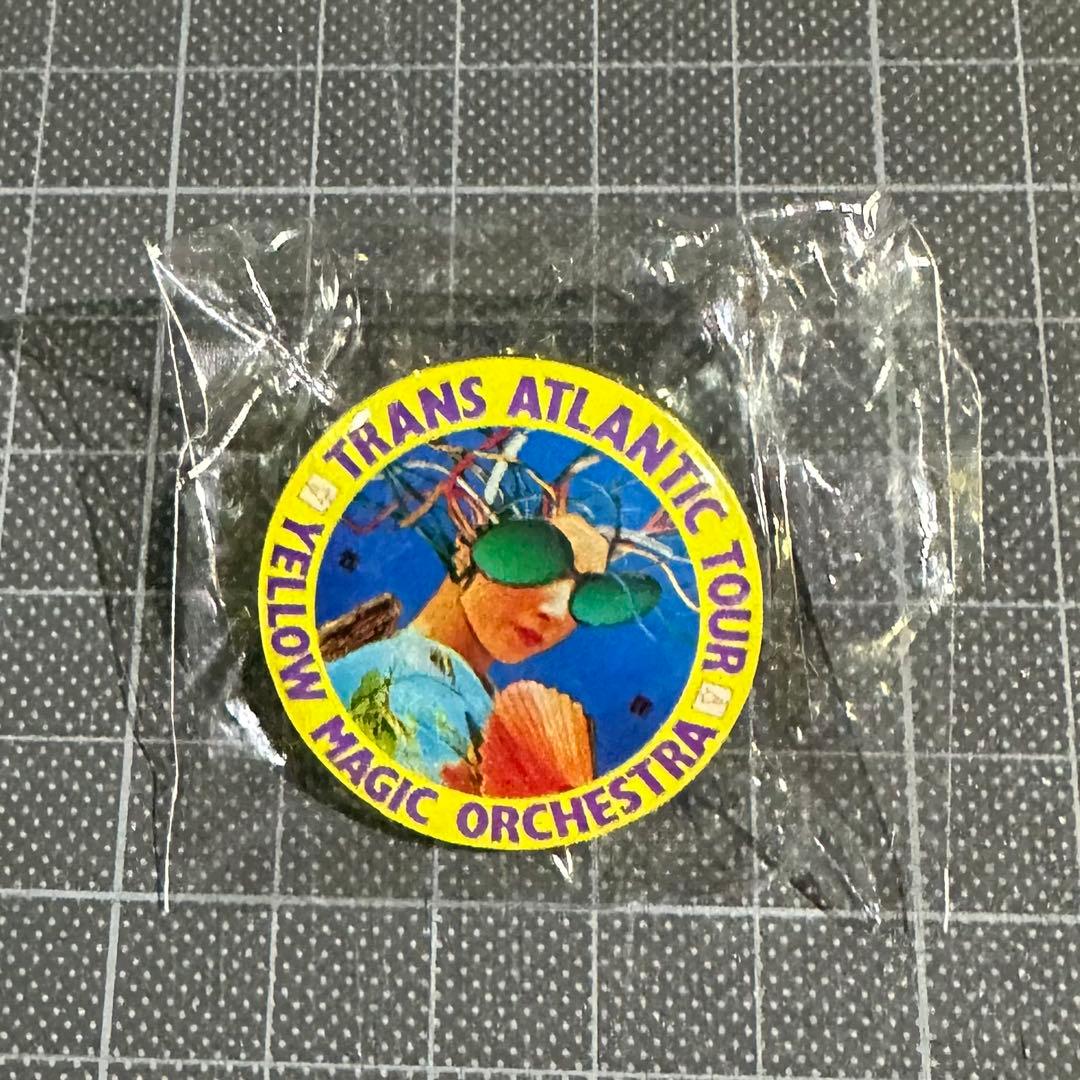 TRANS ATLANTIC TOUR
YELLOW MAGIC ORCHESTRA